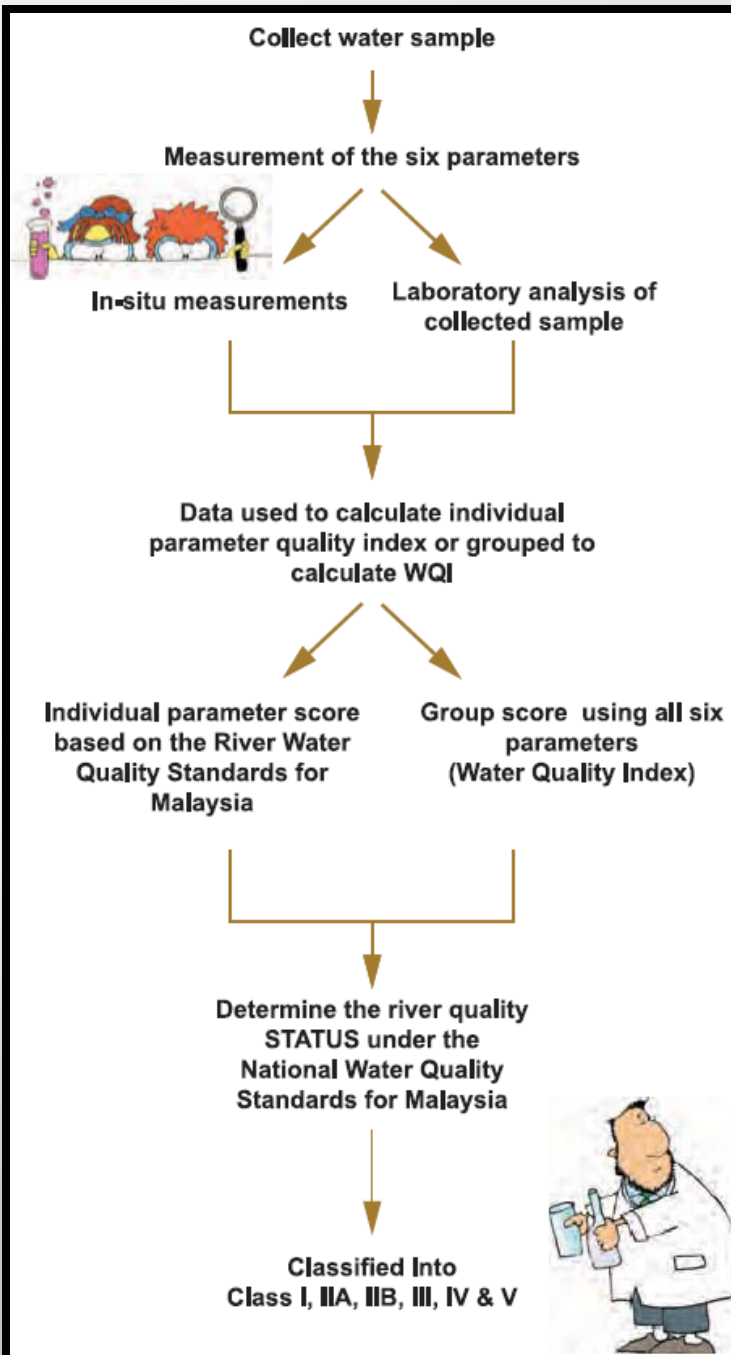 Collect water sample
Measurement of the six parameters
In-situ measurements
Laboratory analysis of
collected sample
Data used to calculate individual
parameter quality index or grouped to
calculate WQI
Individual parameter score
based on the River Water
Quality Standards for
Malaysia
Group score using all six
parameters
(Water Quality Index)
Determine the river quality
STATUS under the
National Water Quality
Standards for Malaysia
Classified Into
Class I, IIA, IIB, III, IV & V